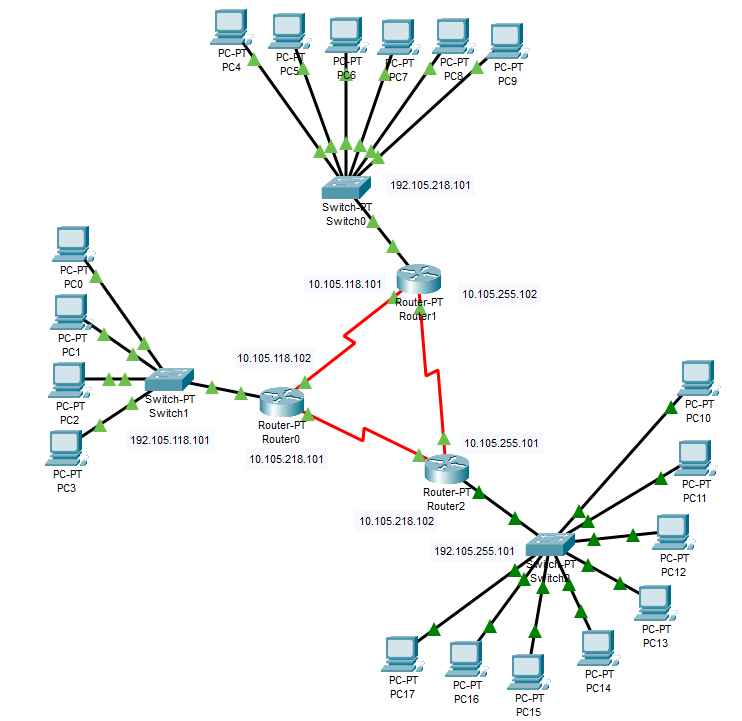 PC-PT
PC4
PC-PT
PC5
PC-PT
PC6
PC-PT
PC7
PC-PT
PC8
PC-PT
PC9
192.105.218.101
Switch-PT
Switch0
PC-PT
PC0
10.105.118.101
10.105.255.102
Router-PT
Router1
PC-PT
PC1
10.105.118.102
PC-PT
PC2
Switch-PT
Switch1
192.105.118.101
Router-PT
Router0
10.105.218.101
PC-PT
PC3
PC-PT
PC10
10.105.255.101
Router-PT
Router2
PC-PT
PC11
10.105.218.102
192.105.255.101
Switch-PT
Switch2
PC-PT
PC12
PC-PT
PC13
PC-PT
PC14
PC-PT
PC15
PC-PT
PC16
PC-PT
PC17